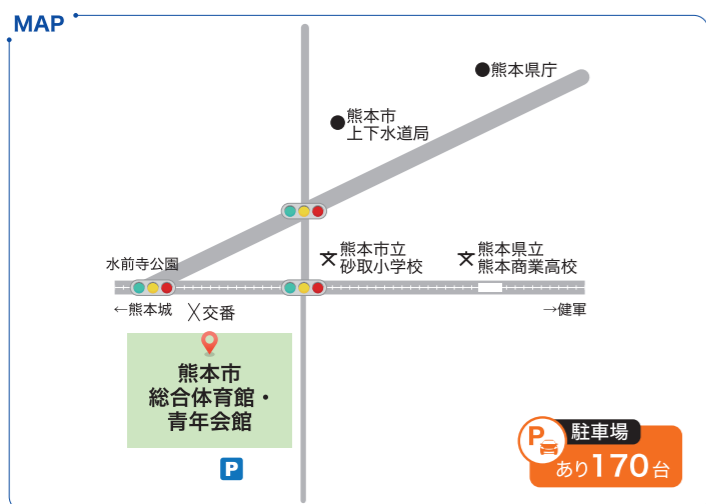 MAP
熊本県庁
熊本市
上下水道局
熊本市立
砂取小学校
熊本県立
熊本商業高校
水前寺公園
←熊本城
交番
→健軍
熊本市
総合体育館・
青年会館
P
P
駐車場
あり170台